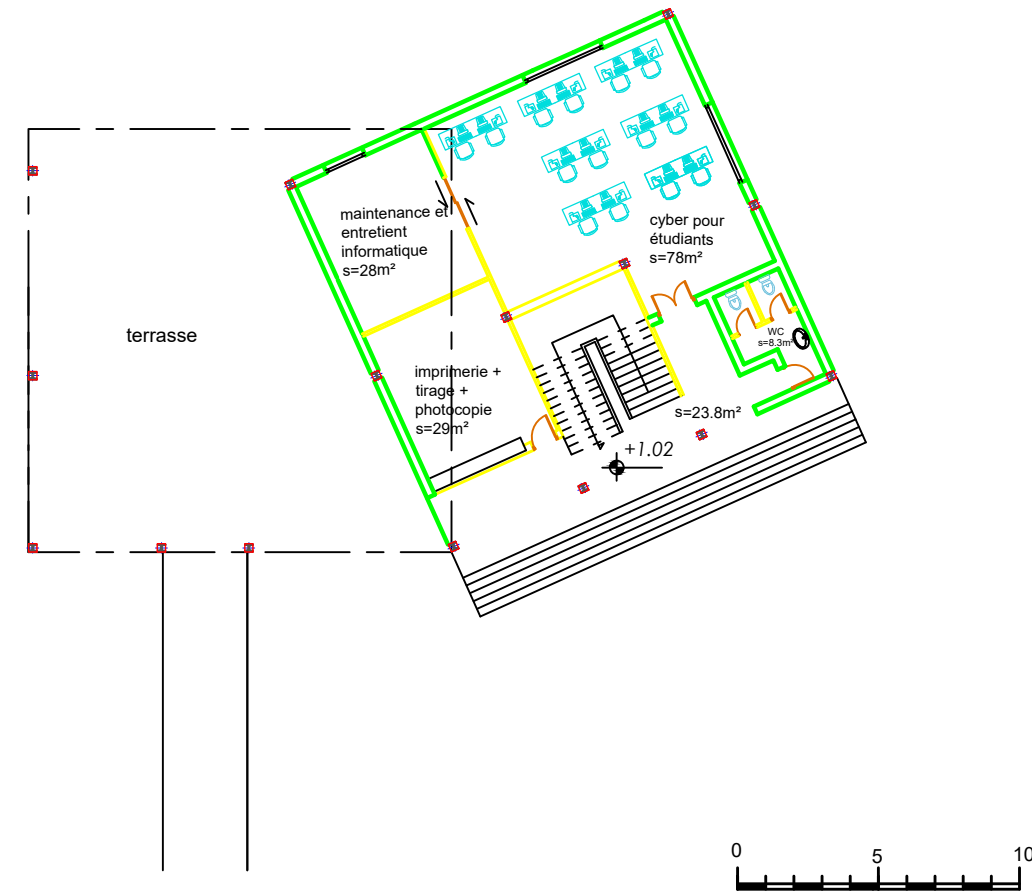 maintenance et
entretient
informatique
s=28m²
cyber pour
étudiants
s=78m²
terrasse
WC
s=8.3m²
imprimerie +
tirage +
photocopie
s=29m²
s=23.8m²
+1.02
0 5 10